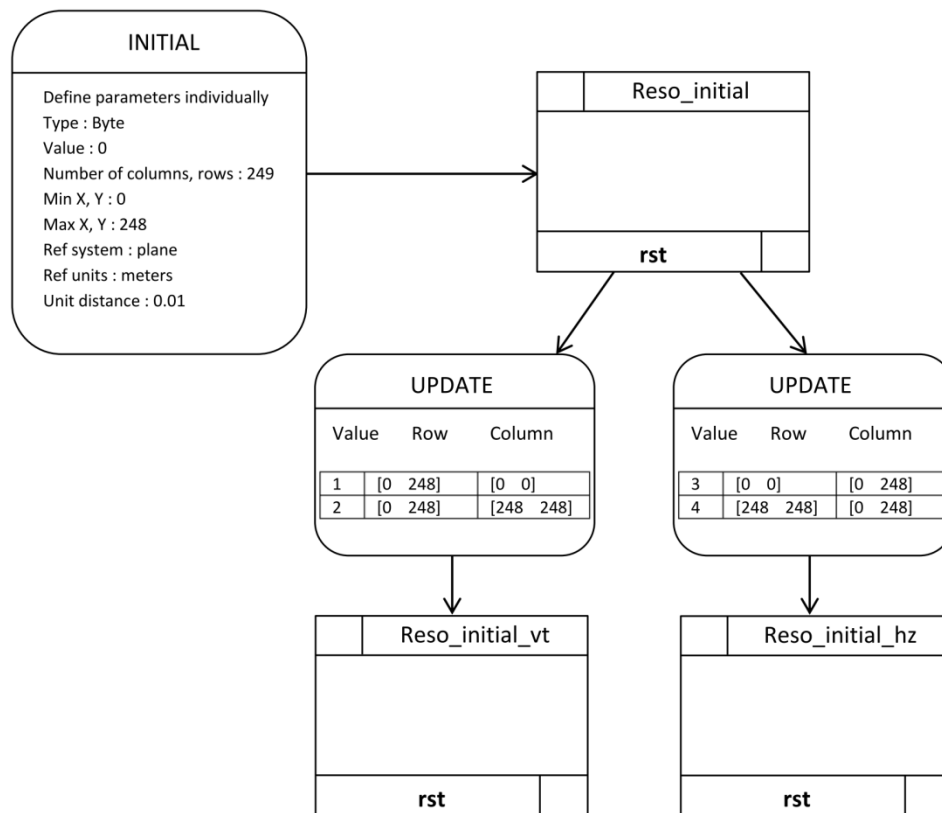 INITIAL
Define parameters individually
Type : Byte
Value : 0
Number of columns, rows : 249
Min X, Y : 0
Max X, Y : 248
Ref system : plane
Ref units : meters
Unit distance : 0.01
Reso_initial
rst
UPDATE
Value Row Column
1 [0 248] [0 0]
2 [0 248] [248 248]
UPDATE
Value Row Column
3 [0 0] [0 248]
4 [248 248] [0 248]
Reso_initial_vt
rst
Reso_initial_hz
rst